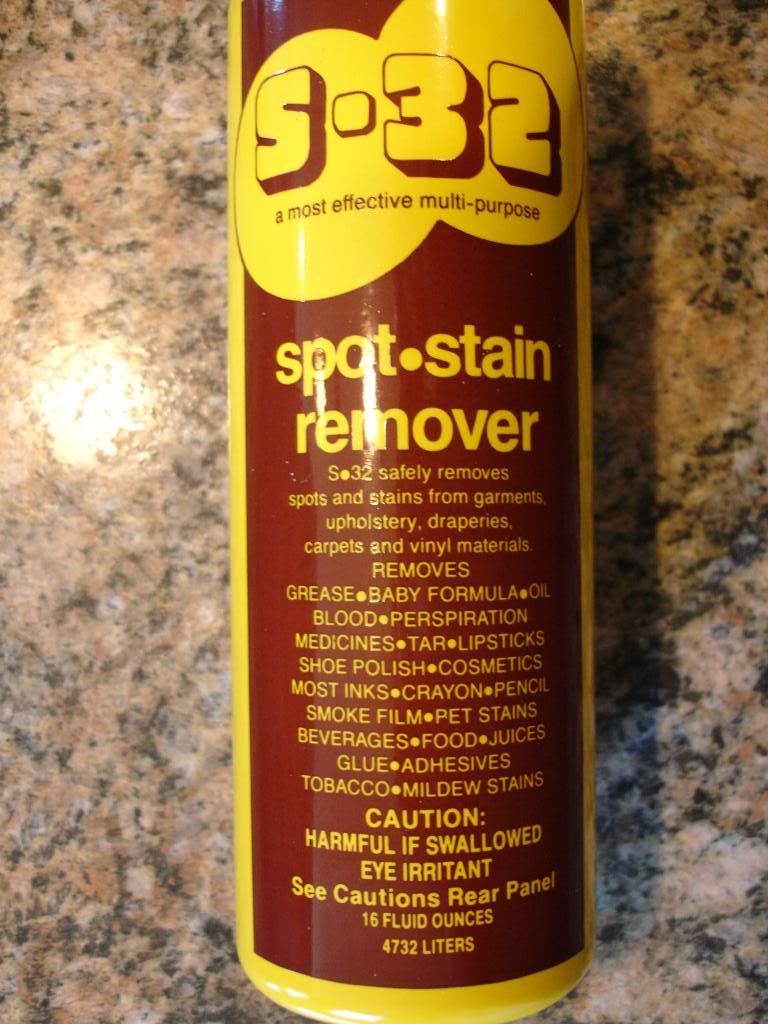 S•32
a most effective multi-purpose
spot•stain
remover
S•32 safely removes
spots and stains from garments,
upholstery, draperies,
carpets and vinyl materials.
REMOVES
GREASE•BABY FORMULA•OIL
BLOOD•PERSPIRATION
MEDICINES•TAR•LIPSTICKS
SHOE POLISH•COSMETICS
MOST INKS•CRAYON•PENCIL
SMOKE FILM•PET STAINS
BEVERAGES•FOOD•JUICES
GLUE•ADHESIVES
TOBACCO•MILDEW STAINS
CAUTION:
HARMFUL IF SWALLOWED
EYE IRRITANT
See Cautions Rear Panel
16 FLUID OUNCES
4732 LITERS